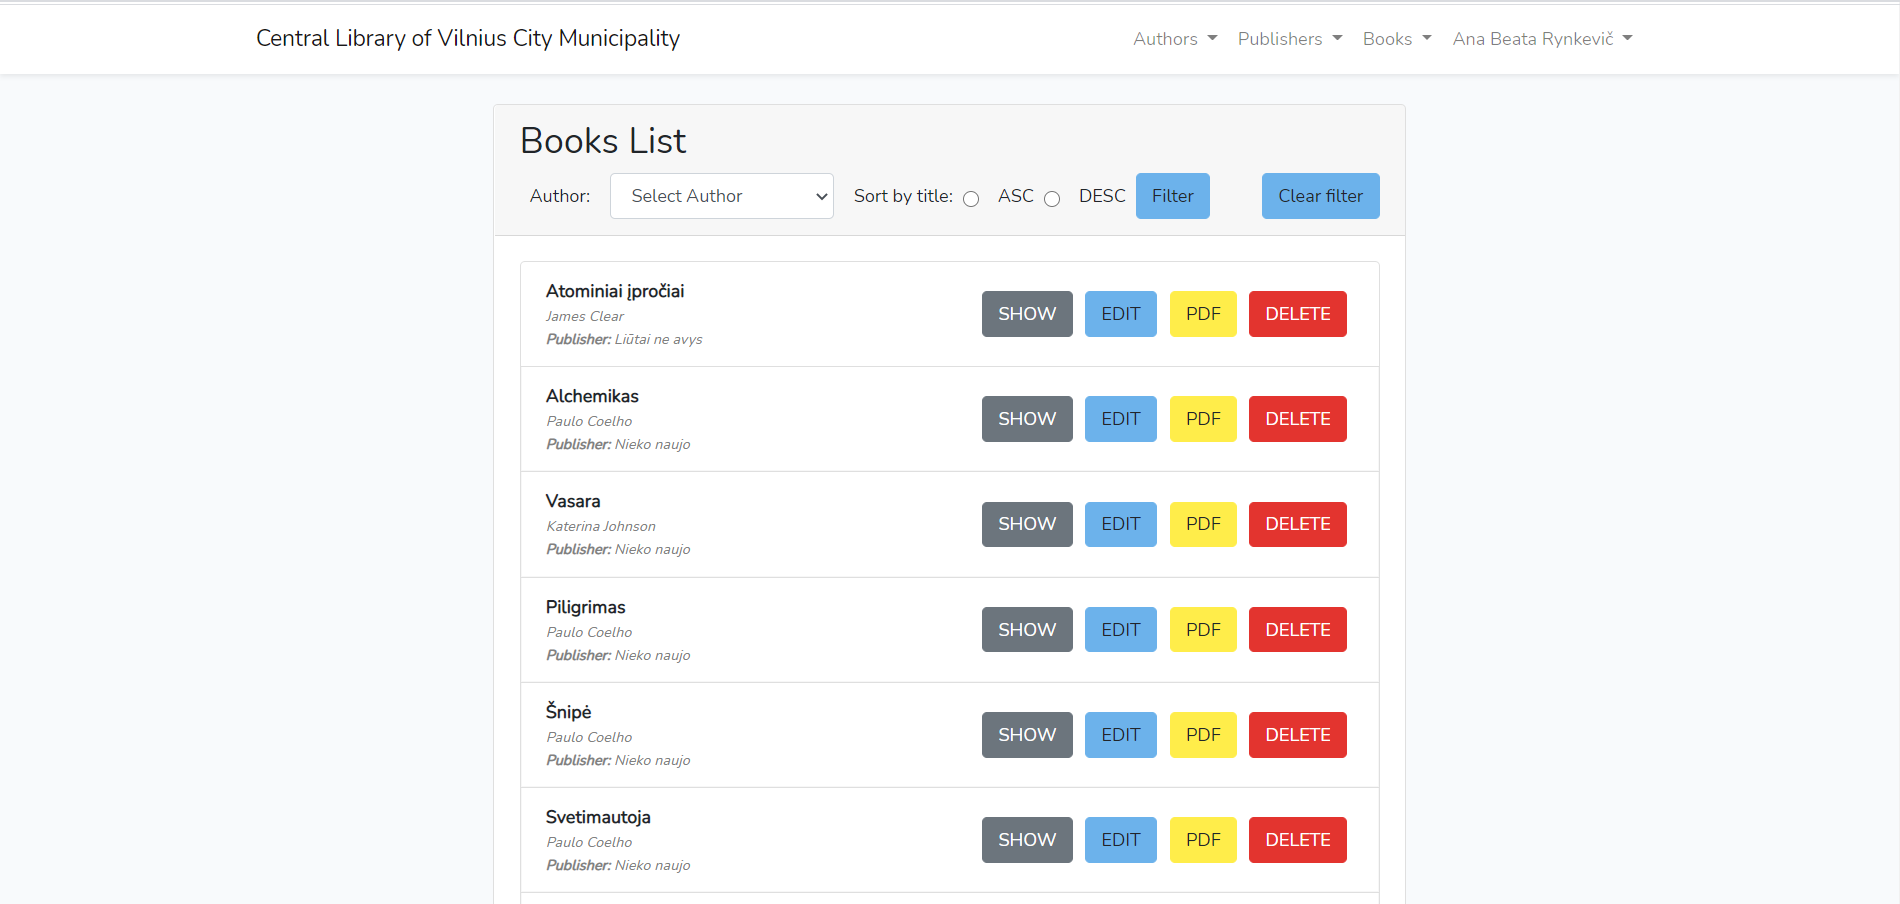 Central Library of Vilnius City Municipality Authors Publishers Books Ana Beata Rynkevič
Books List
Author: Select Author Sort by title: ASC DESC Filter Clear filter
Atominiai įpročiai
James Clear
Publisher: Liūtai ne avys
SHOW EDIT PDF DELETE
Alchemikas
Paulo Coelho
Publisher: Nieko naujo
SHOW EDIT PDF DELETE
Vasara
Katerina Johnson
Publisher: Nieko naujo
SHOW EDIT PDF DELETE
Piligrimas
Paulo Coelho
Publisher: Nieko naujo
SHOW EDIT PDF DELETE
Šnipė
Paulo Coelho
Publisher: Nieko naujo
SHOW EDIT PDF DELETE
Svetimautoja
Paulo Coelho
Publisher: Nieko naujo
SHOW EDIT PDF DELETE